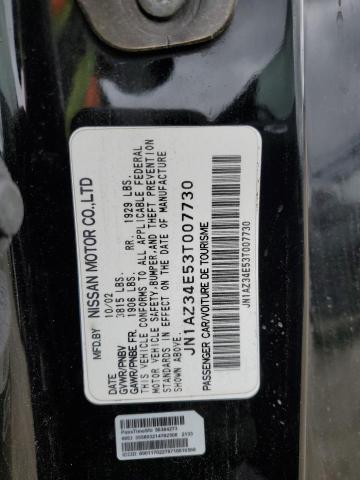 MFD.BY NISSAN MOTOR CO.,LTD
DATE 10/02
GVWR/PNBV 3815 LBS.
GAWR/PNBE FR. 1906 LBS. RR. 1929 LBS.
THIS VEHICLE CONFORMS TO ALL APPLICABLE FEDERAL
MOTOR VEHICLE SAFETY,BUMPER,AND THEFT PREVENTION
STANDARDS IN EFFECT ON THE DATE OF MANUFACTURE
SHOWN ABOVE.
JN1AZ34E53T007730
PASSENGER CAR/VOITURE DE TOURISME
JN1AZ34E53T007730